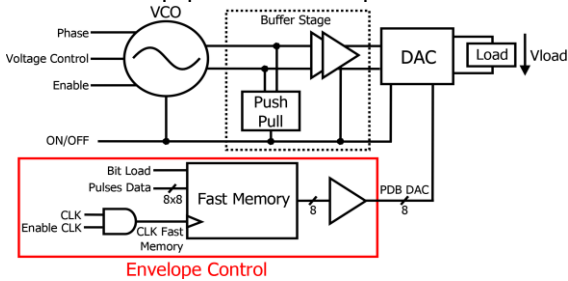 VCO
Buffer Stage
Phase
Voltage Control
Enable
DAC
Load
Vload
Push
Pull
ON/OFF
Bit Load
Pulses Data
8x8
Fast Memory
CLK
Enable CLK
CLK Fast
Memory
8
PDB DAC
8
Envelope Control